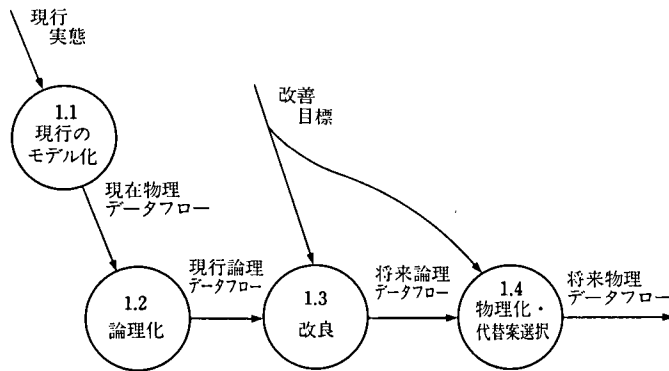 現行
実態
1.1
現行の
モデル化
改善
目標
現在物理
データフロー
1.2
論理化
現行論理
データフロー
1.3
改良
将来論理
データフロー
1.4
物理化・
代替案選択
将来物理
データフロー